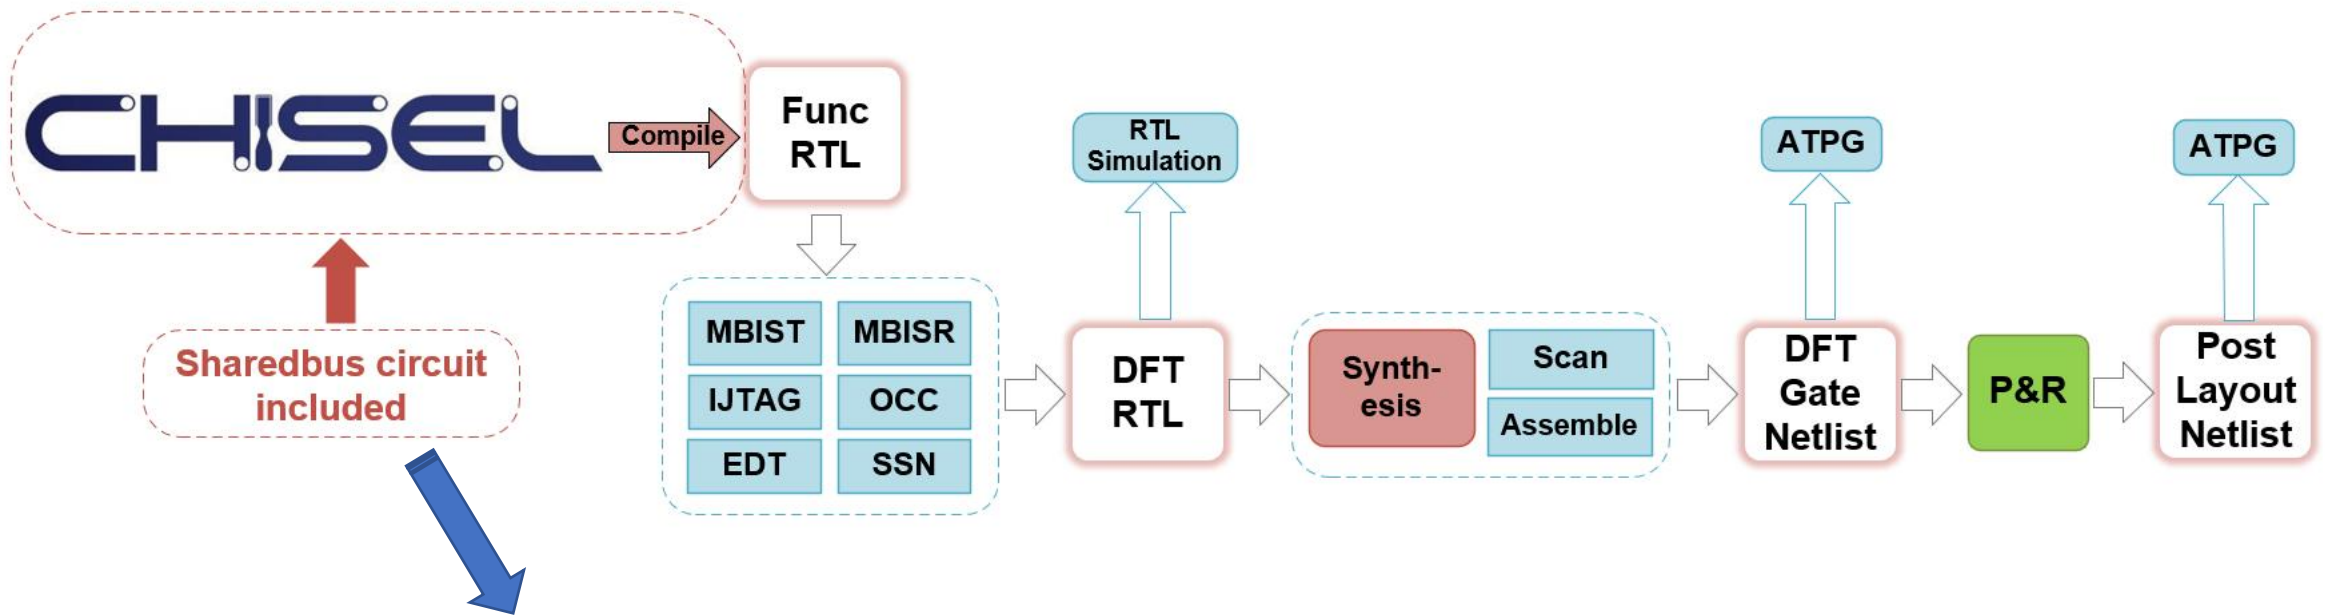 CHISEL
Compile
Func
RTL
Sharedbus circuit
included
MBIST
MBISR
IJTAG
OCC
EDT
SSN
DFT
RTL
RTL
Simulation
Synth-
esis
Scan
Assemble
DFT
Gate
Netlist
ATPG
P&R
Post
Layout
Netlist
ATPG